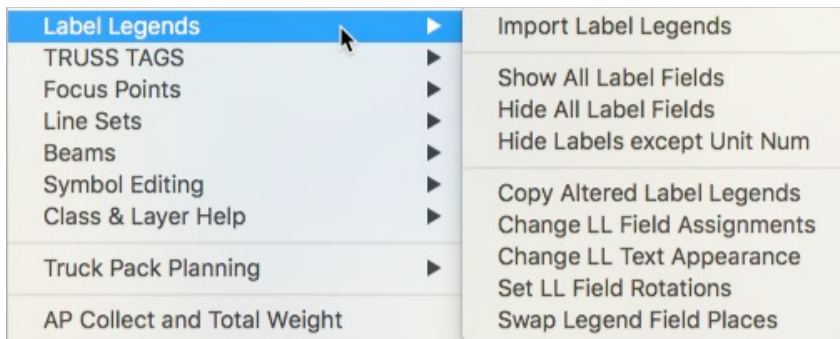 Label Legends
TRUSS TAGS
Focus Points
Line Sets
Beams
Symbol Editing
Class & Layer Help
Truck Pack Planning
AP Collect and Total Weight
Import Label Legends
Show All Label Fields
Hide All Label Fields
Hide Labels except Unit Num
Copy Altered Label Legends
Change LL Field Assignments
Change LL Text Appearance
Set LL Field Rotations
Swap Legend Field Places